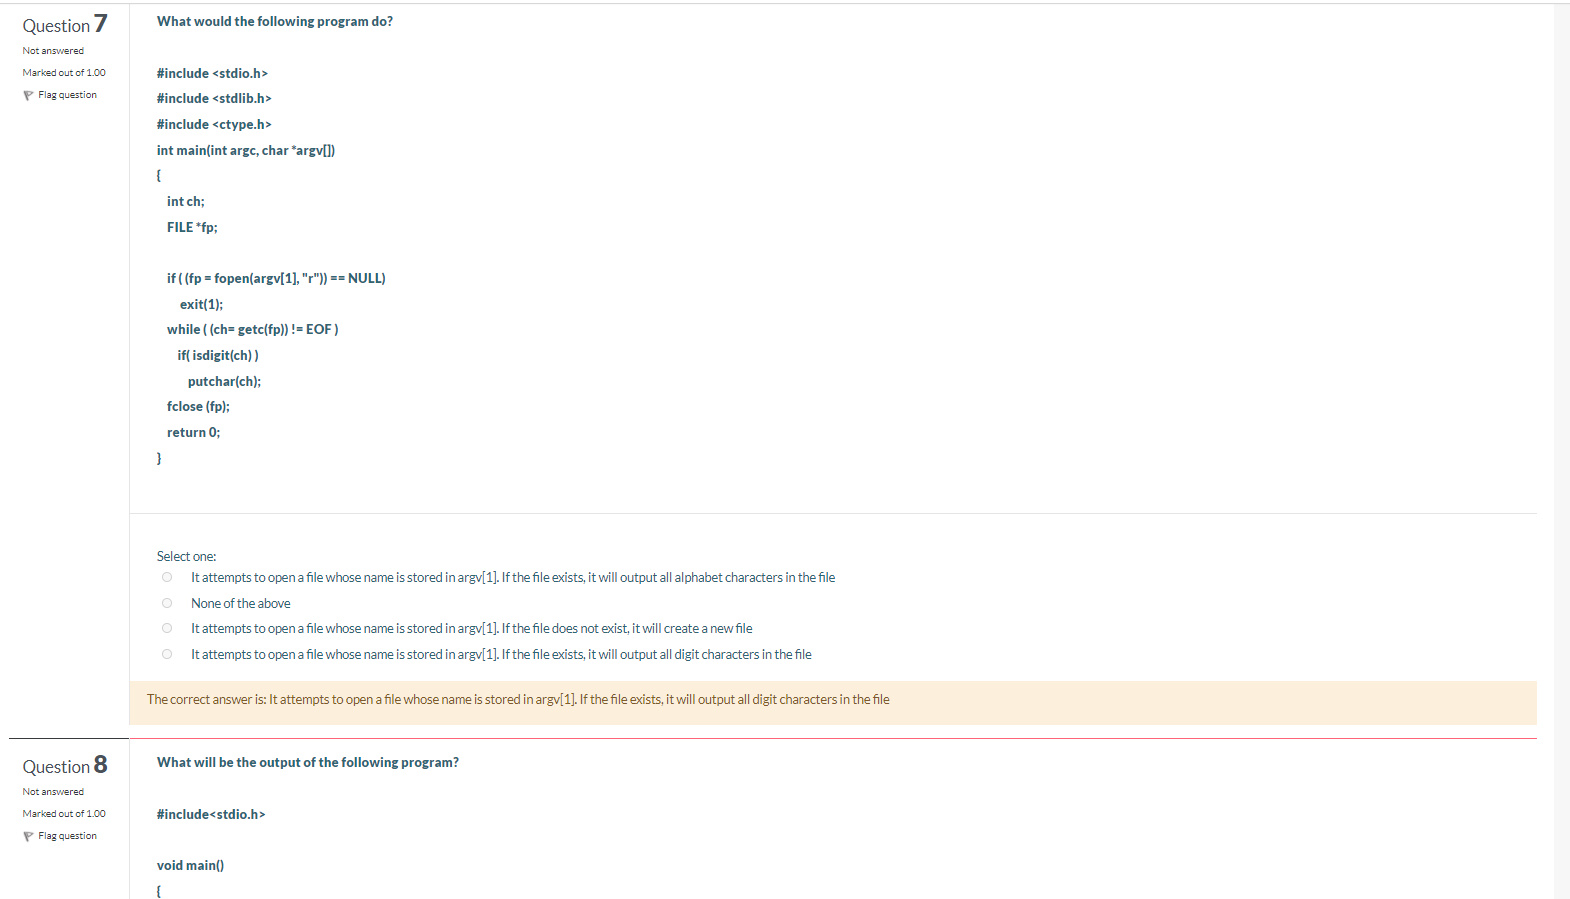 Question 7
Not answered
Marked out of 1.00
Flag question
What would the following program do?
#include <stdio.h>
#include <stdlib.h>
#include <ctype.h>
int main(int argc, char *argv[])
{
int ch;
FILE *fp;
if ( (fp = fopen(argv[1], "r")) == NULL)
exit(1);
while ( (ch= getc(fp)) != EOF )
if( isdigit(ch) )
putchar(ch);
fclose (fp);
return 0;
}
Select one:
It attempts to open a file whose name is stored in argv[1]. If the file exists, it will output all alphabet characters in the file
None of the above
It attempts to open a file whose name is stored in argv[1]. If the file does not exist, it will create a new file
It attempts to open a file whose name is stored in argv[1]. If the file exists, it will output all digit characters in the file
The correct answer is: It attempts to open a file whose name is stored in argv[1]. If the file exists, it will output all digit characters in the file
Question 8
Not answered
Marked out of 1.00
Flag question
What will be the output of the following program?
#include<stdio.h>
void main()
{